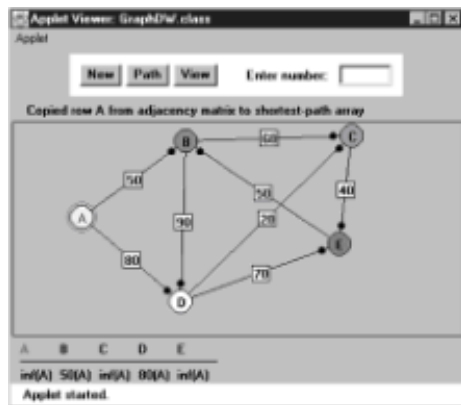 Applet Viewer: GraphDW.class
Applet
New Path View Enter number:
Copied row A from adjacency matrix to shortest-path array
B
60
C
50
50
40
A
90
20
E
80
70
D
A B C D E
inf(A) 50(A) inf(A) 80(A) inf(A)
Applet started.